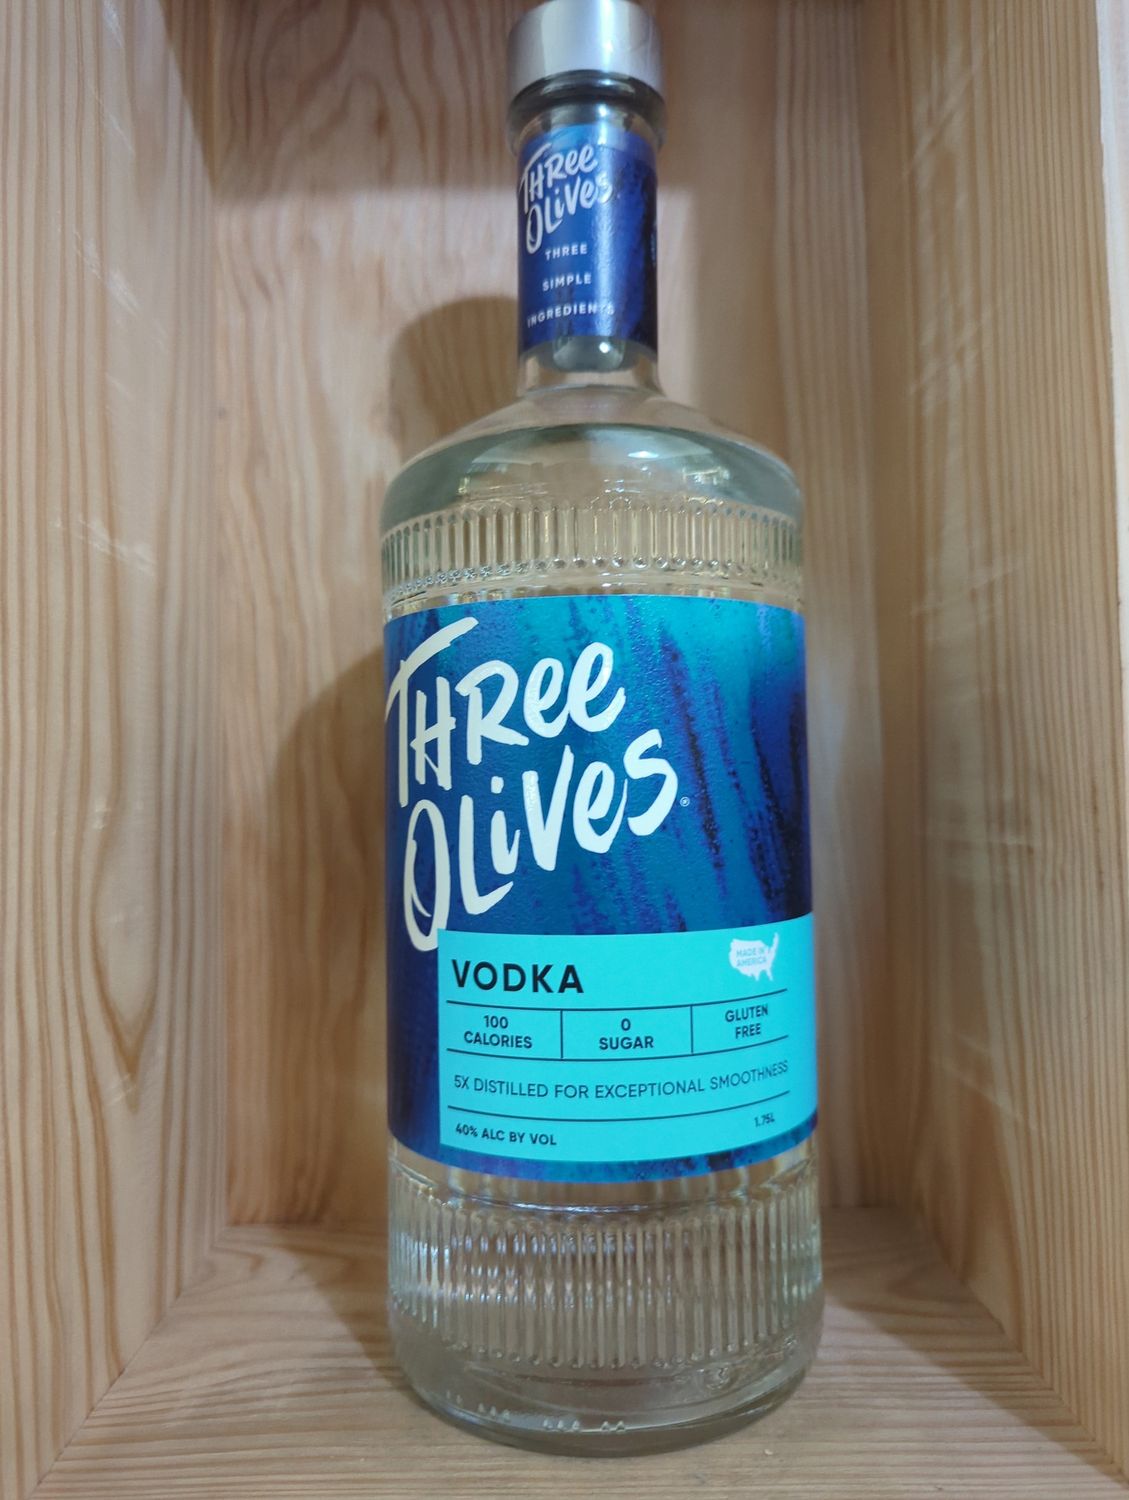 THREE
OLIVES
THREE
SIMPLE
INGREDIENTS
THREE
OLIVES®
VODKA
MADE IN
AMERICA
100
CALORIES
0
SUGAR
GLUTEN
FREE
5X DISTILLED FOR EXCEPTIONAL SMOOTHNESS
40% ALC BY VOL
1.75L